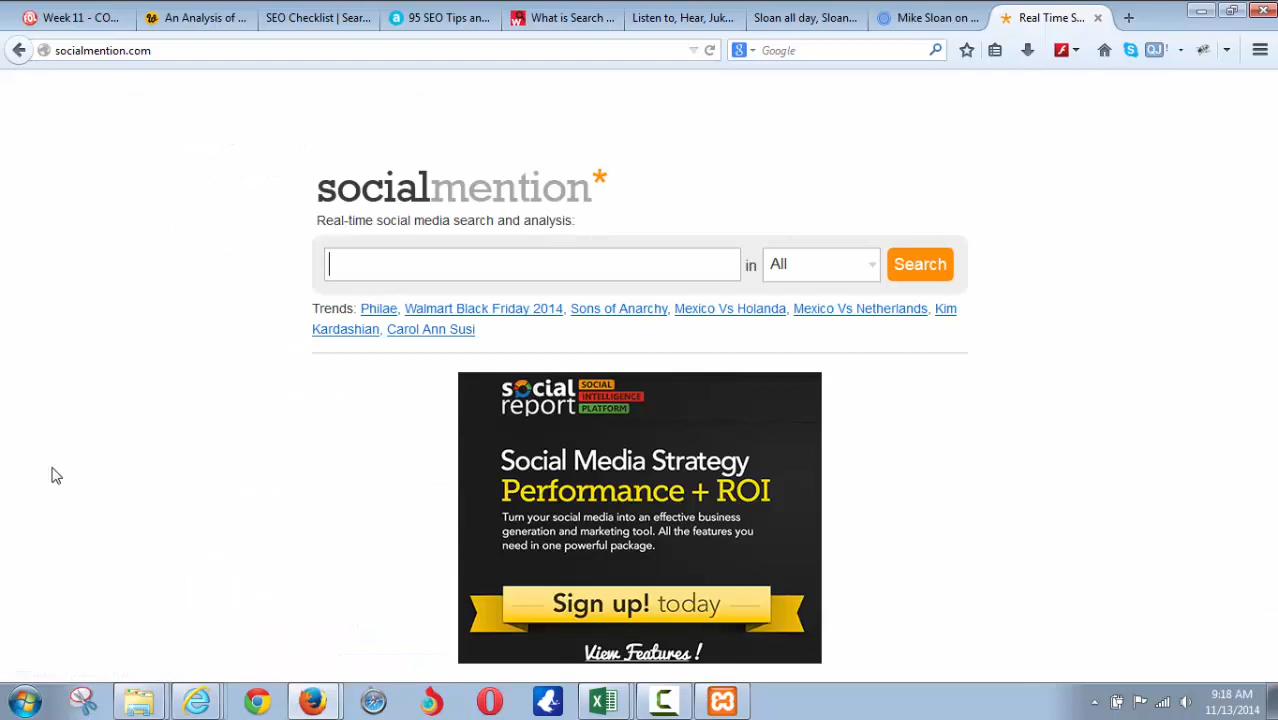 Week 11 - CO...
An Analysis of ...
SEO Checklist | Sear...
95 SEO Tips an...
What is Search ...
Listen to, Hear, Juk...
Sloan all day, Sloan...
Mike Sloan on ...
Real Time S...
socialmention.com
Google
socialmention*
Real-time social media search and analysis:
in All Search
Trends: Philae, Walmart Black Friday 2014, Sons of Anarchy, Mexico Vs Holanda, Mexico Vs Netherlands, Kim
Kardashian, Carol Ann Susi
social SOCIAL
report INTELLIGENCE
PLATFORM
Social Media Strategy
Performance + ROI
Turn your social media into an effective business
generation and marketing tool. All the features you
need in one powerful package.
Sign up! today
View Features !
9:18 AM
11/13/2014